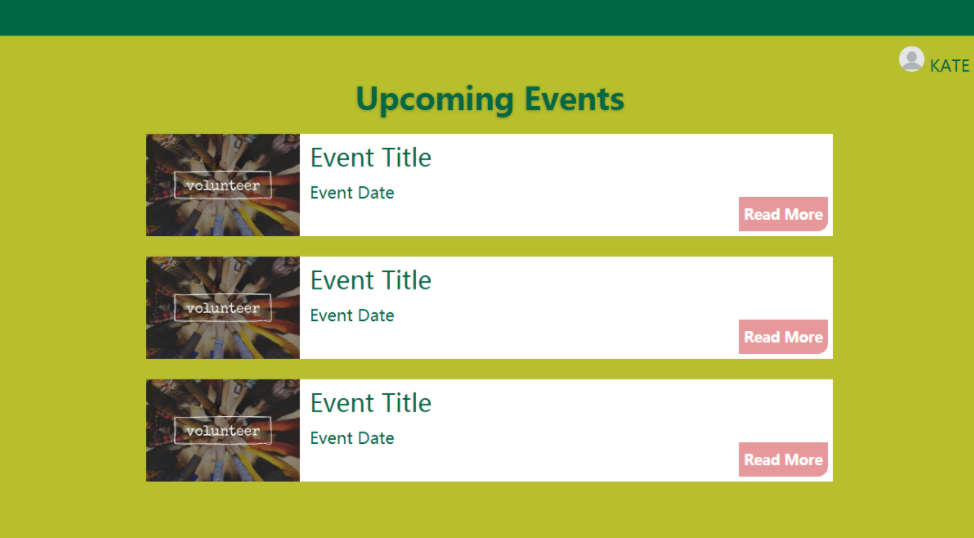 KATE
Upcoming Events
volunteer
Event Title
Event Date
Read More
volunteer
Event Title
Event Date
Read More
volunteer
Event Title
Event Date
Read More